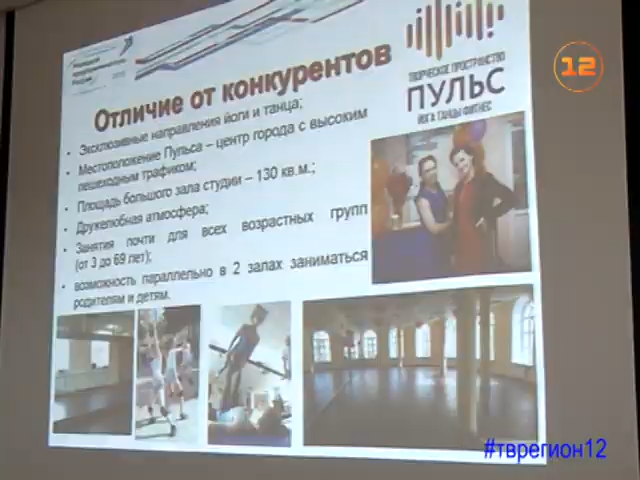 Отличие от конкурентов
• Эксклюзивные направления йоги и танца;
• Местоположение Пульса – центр города с высоким
пешеходным трафиком;
• Площадь большого зала студии – 130 кв.м.;
• Дружелюбная атмосфера;
• Занятия почти для всех возрастных групп
(от 3 до 69 лет);
• возможность параллельно в 2 залах заниматься
родителям и детям.
ТВОРЧЕСКОЕ ПРОСТРАНСТВО
ПУЛЬС
ЙОГА ТАНЦЫ ФИТНЕС
12
#тврегион12